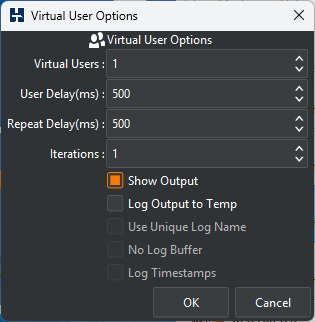 Virtual User Options
Virtual User Options
Virtual Users : 1
User Delay(ms) : 500
Repeat Delay(ms) : 500
Iterations : 1
Show Output
Log Output to Temp
Use Unique Log Name
No Log Buffer
Log Timestamps
OK Cancel